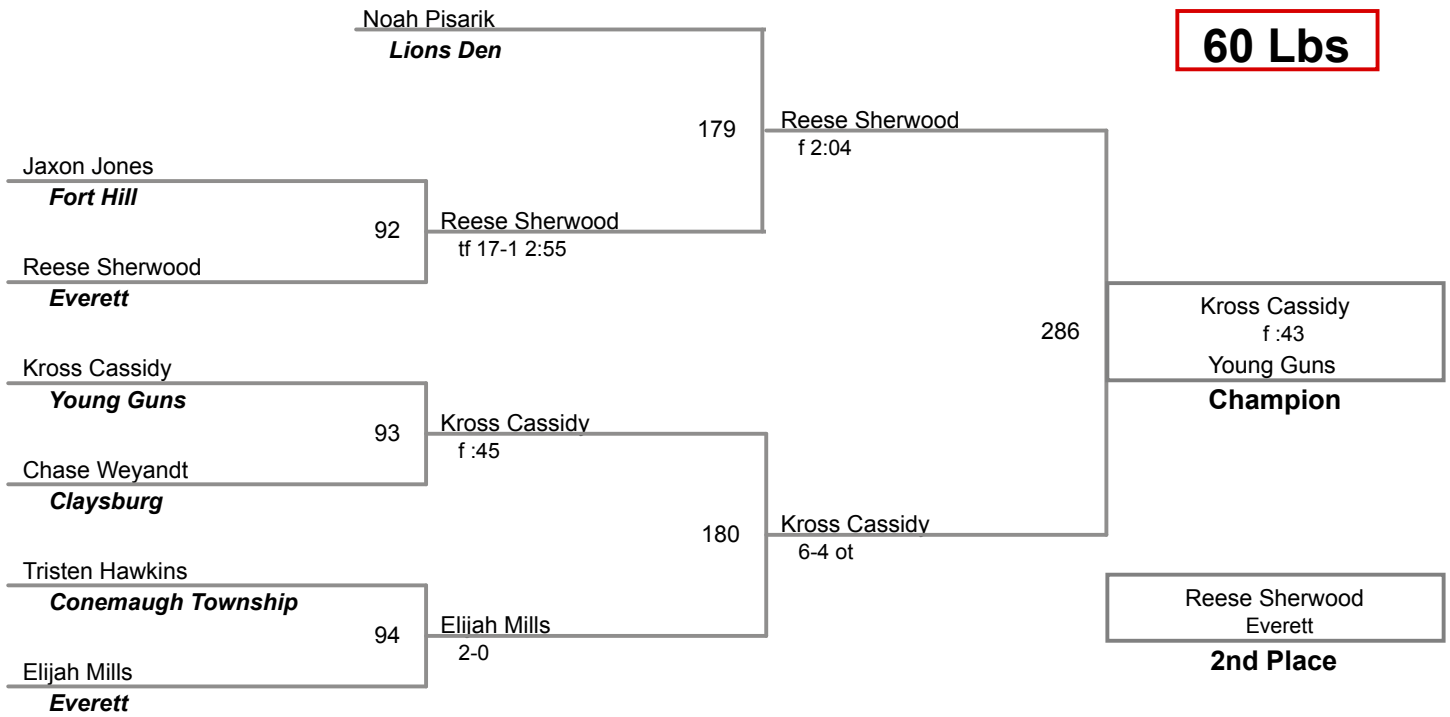 Noah Pisarik
Lions Den
60 Lbs
179
Reese Sherwood
f 2:04
Jaxon Jones
Fort Hill
92
Reese Sherwood
tf 17-1 2:55
Reese Sherwood
Everett
286
Kross Cassidy
f :43
Young Guns
Champion
Kross Cassidy
Young Guns
93
Kross Cassidy
f :45
Chase Weyandt
Claysburg
180
Kross Cassidy
6-4 ot
Tristen Hawkins
Conemaugh Township
94
Elijah Mills
2-0
Elijah Mills
Everett
Reese Sherwood
Everett
2nd Place